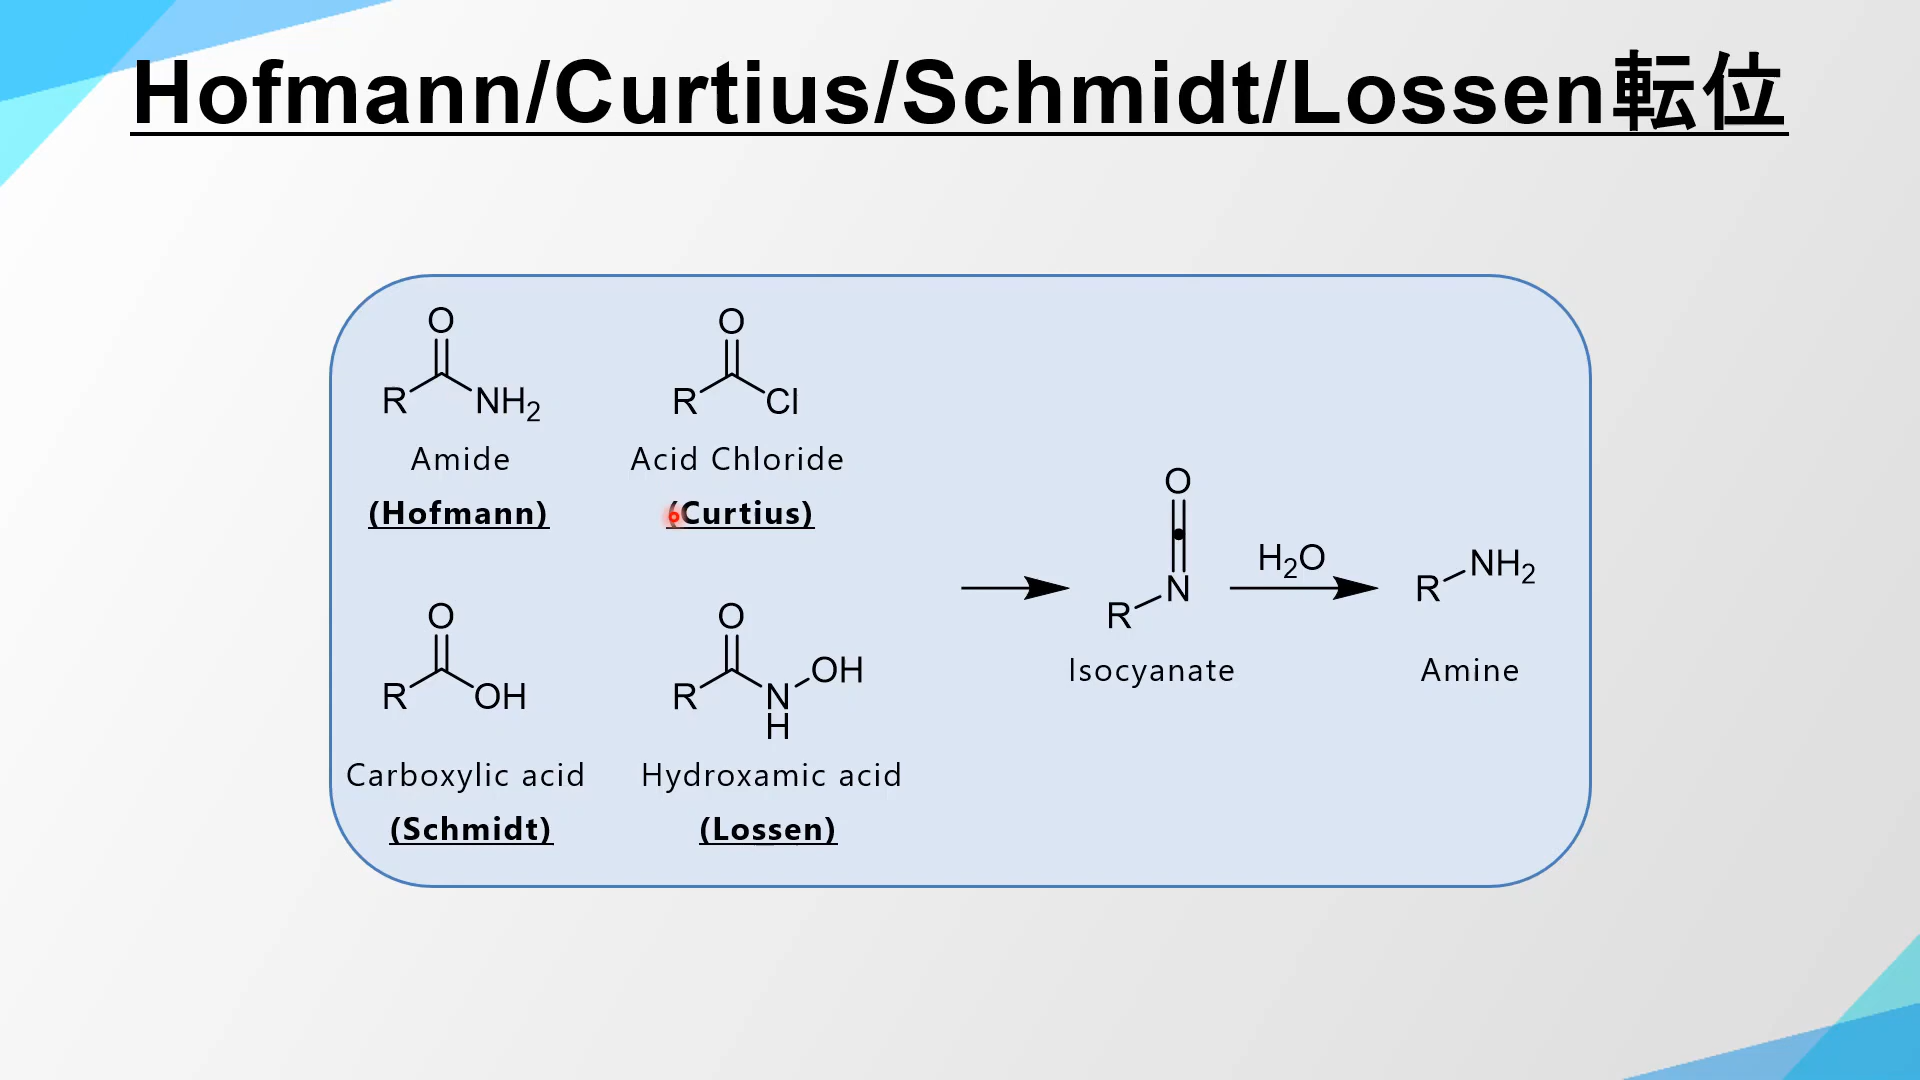 Hofmann/Curtius/Schmidt/Lossen転位
O
R NH2
Amide
(Hofmann)
O
R Cl
Acid Chloride
(Curtius)
O
R OH
Carboxylic acid
(Schmidt)
O
R N OH
H
Hydroxamic acid
(Lossen)
O
N
R
Isocyanate
H2O
R NH2
Amine